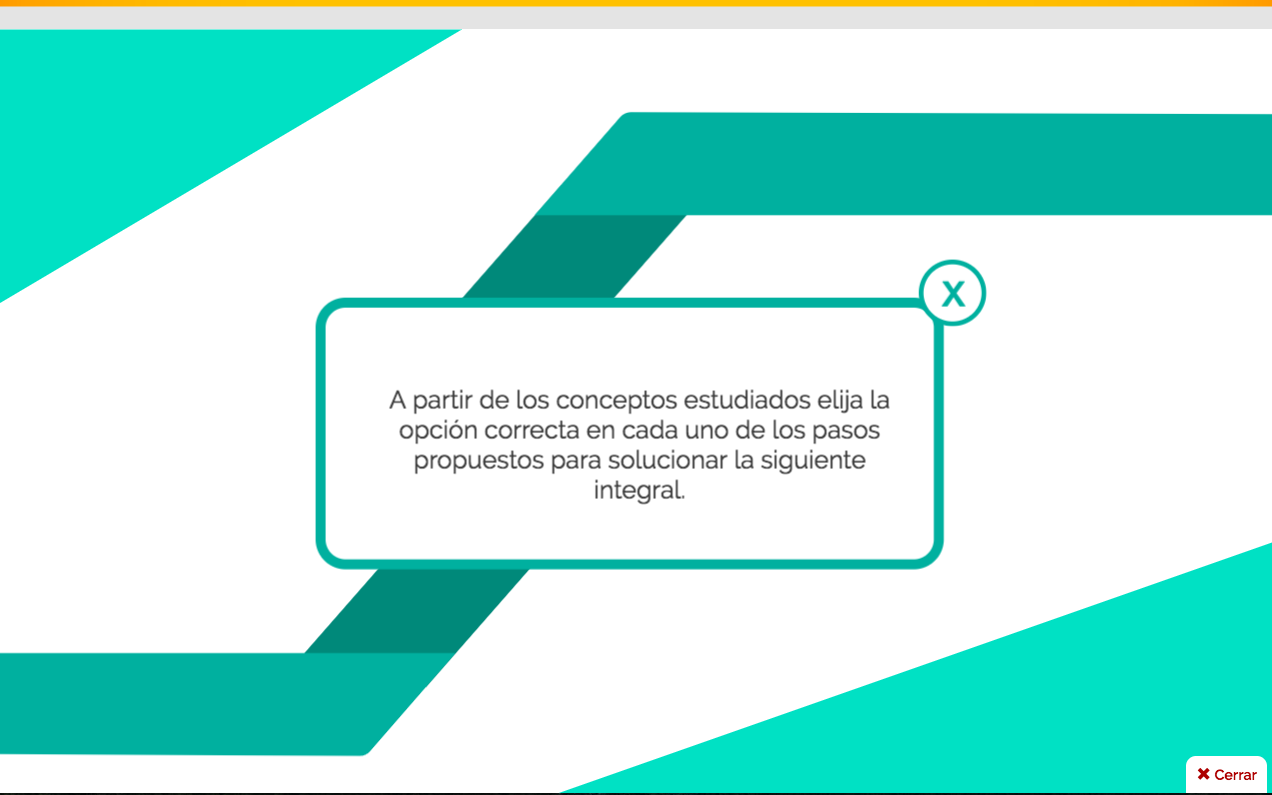 X
A partir de los conceptos estudiados elija la
opción correcta en cada uno de los pasos
propuestos para solucionar la siguiente
integral.
✖ Cerrar